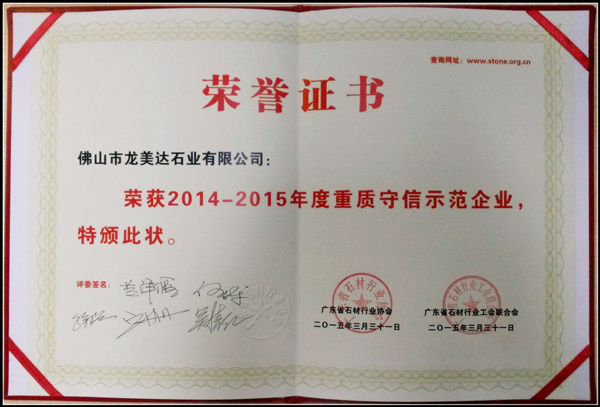 查询网址：www.stone.org.cn
荣誉证书
佛山市龙美达石业有限公司：
荣获2014-2015年度重质守信示范企业，
特颁此状。
评委签名：
广东省石材行业协会
广东省石材行业工会联合会
二〇一五年三月三十一日
二〇一五年三月三十一日